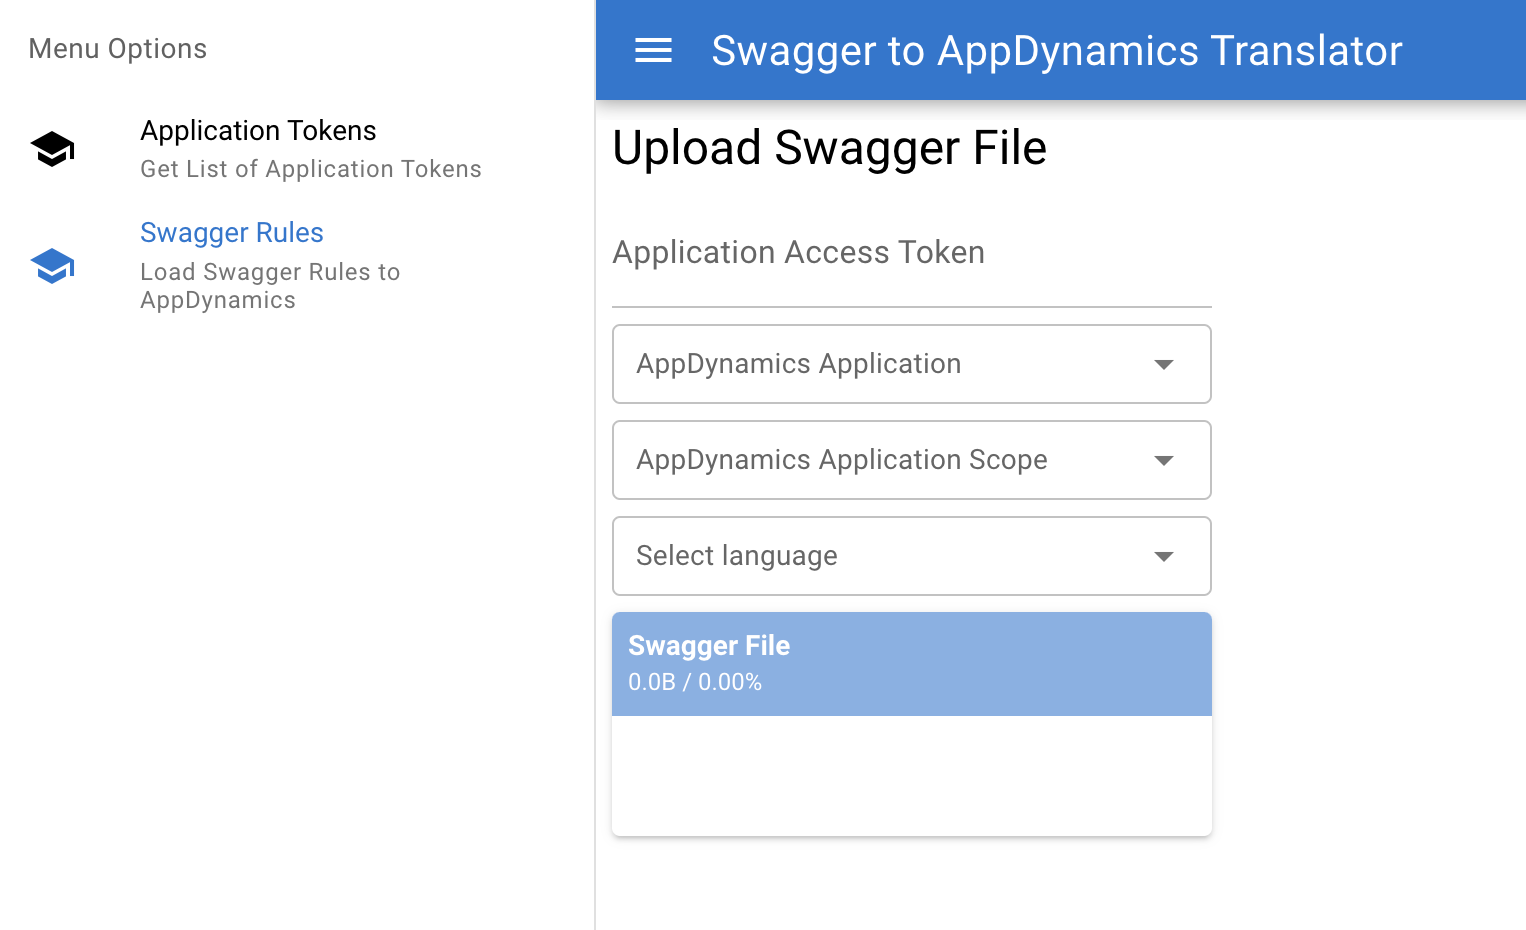 Menu Options
Application Tokens
Get List of Application Tokens
Swagger Rules
Load Swagger Rules to
AppDynamics
Swagger to AppDynamics Translator
Upload Swagger File
Application Access Token
AppDynamics Application
AppDynamics Application Scope
Select language
Swagger File
0.0B / 0.00%